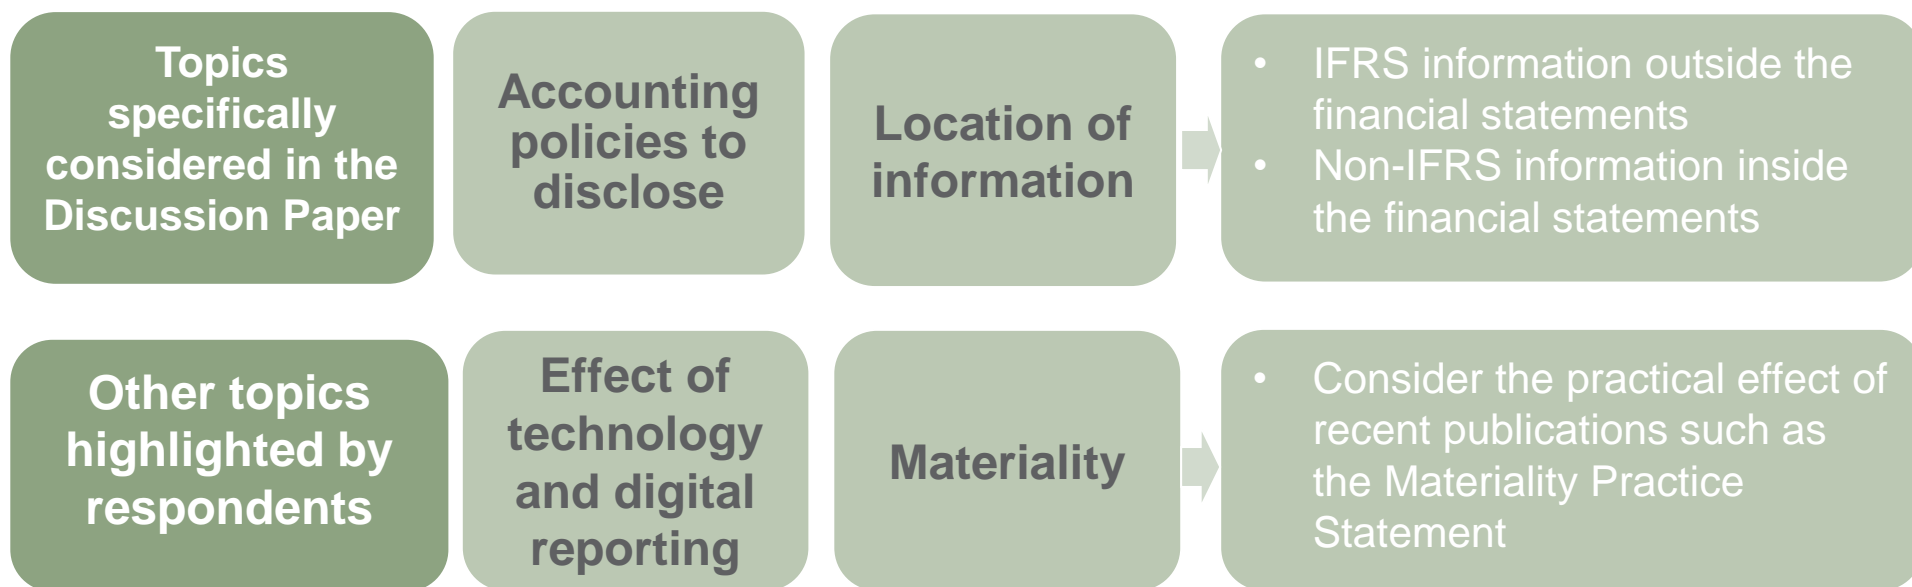 Topics
specifically
considered in the
Discussion Paper
Accounting
policies to
disclose
Location of
information
• IFRS information outside the
financial statements
• Non-IFRS information inside
the financial statements
Other topics
highlighted by
respondents
Effect of
technology
and digital
reporting
Materiality
• Consider the practical effect of
recent publications such as
the Materiality Practice
Statement